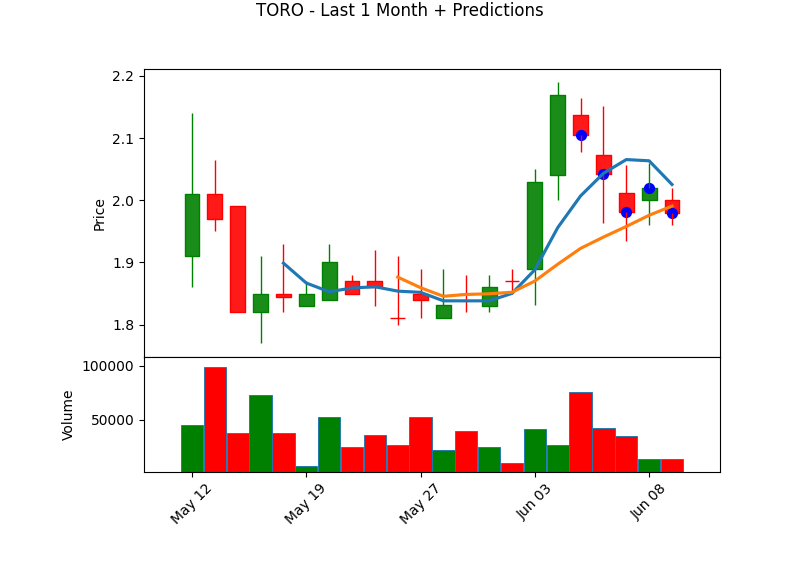 TORO - Last 1 Month + Predictions
2.2
2.1
2.0
1.9
1.8
Price
100000
50000
Volume
May 12
May 19
May 27
Jun 03
Jun 08